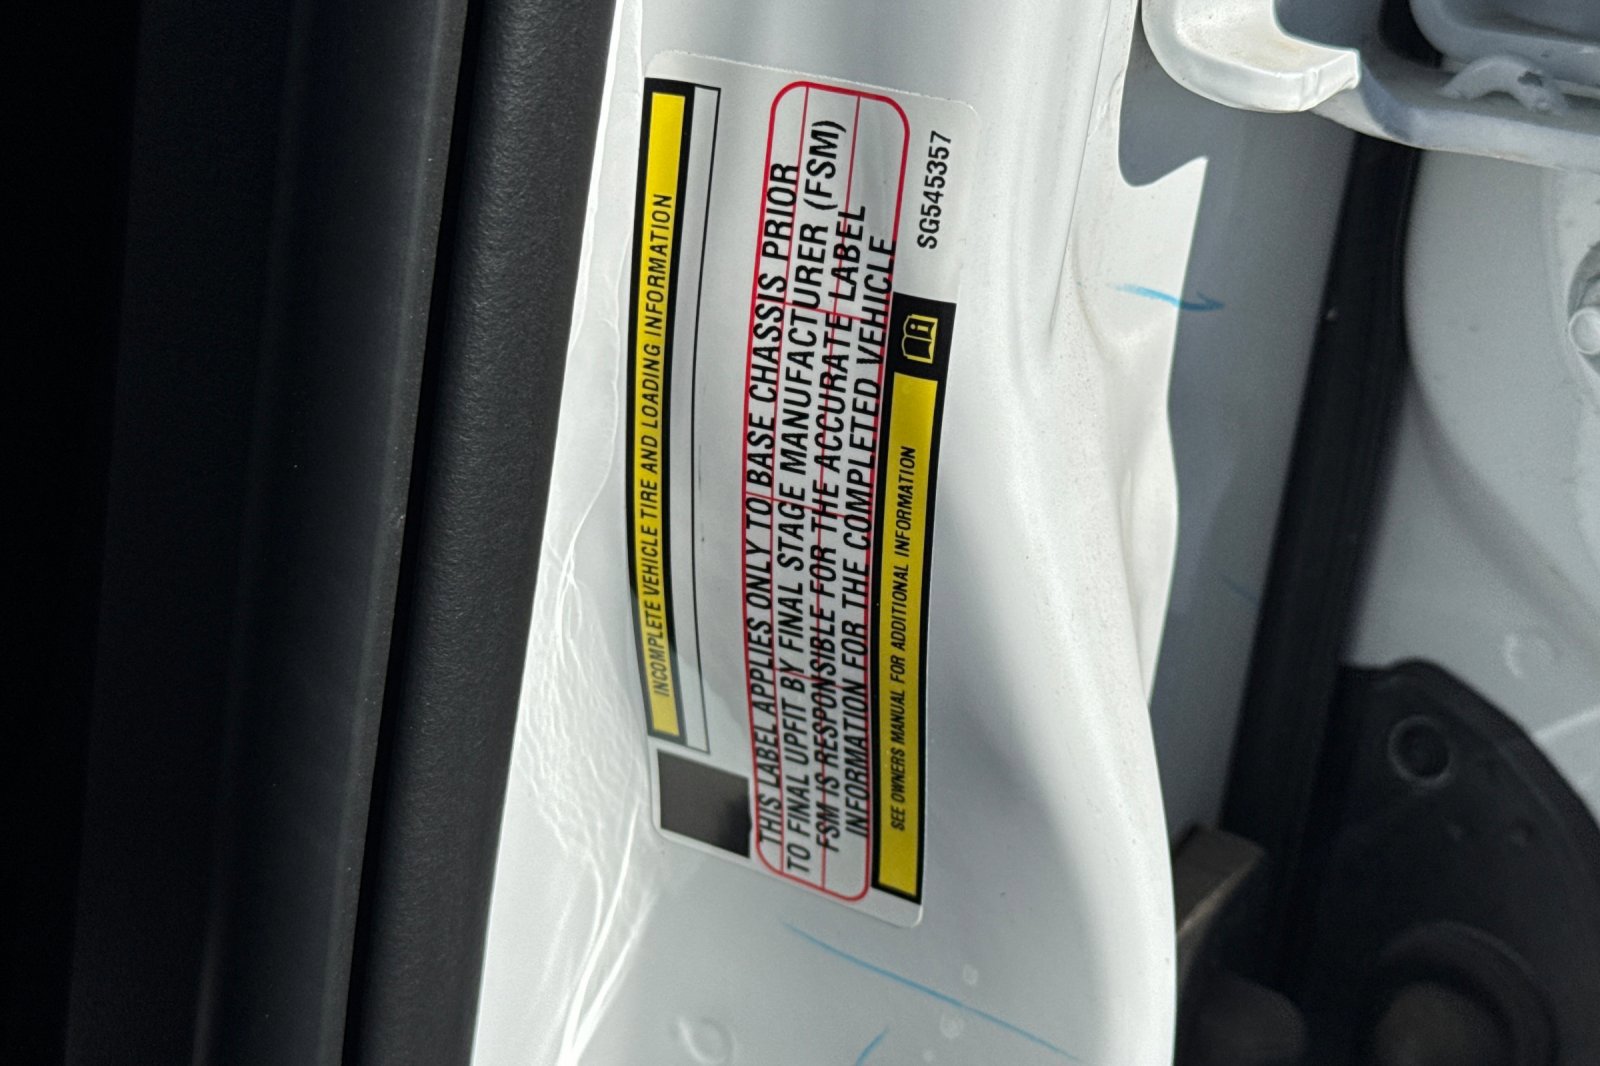 INCOMPLETE VEHICLE TIRE AND LOADING INFORMATION
THIS LABEL APPLIES ONLY TO BASE CHASSIS PRIOR
TO FINAL UPFIT BY FINAL STAGE MANUFACTURER (FSM)
FSM IS RESPONSIBLE FOR THE ACCURATE LABEL
INFORMATION FOR THE COMPLETED VEHICLE
SEE OWNERS MANUAL FOR ADDITIONAL INFORMATION
SG545357